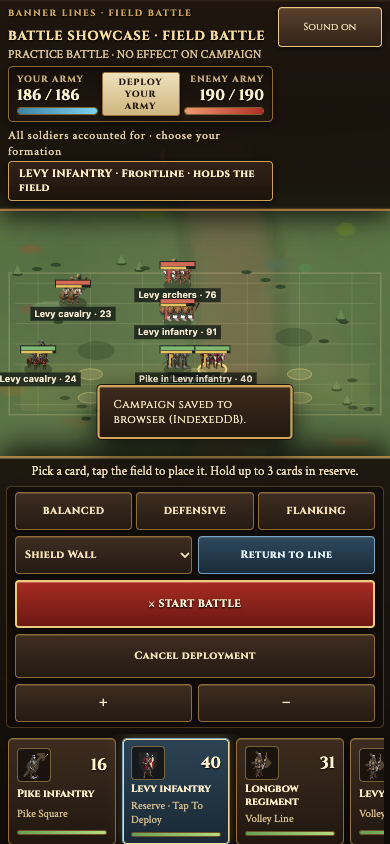 BANNER LINES · FIELD BATTLE
BATTLE SHOWCASE · FIELD BATTLE
PRACTICE BATTLE · NO EFFECT ON CAMPAIGN
Sound on
YOUR ARMY
186 / 186
DEPLOY
YOUR
ARMY
ENEMY ARMY
190 / 190
All soldiers accounted for · choose your
formation
LEVY INFANTRY · Frontline · holds the
field
Levy archers · 76
Levy cavalry · 23
Levy infantry · 91
Levy cavalry · 24
Pike in
Levy infantry · 40
Campaign saved to
browser (IndexedDB).
Pick a card, tap the field to place it. Hold up to 3 cards in reserve.
BALANCED
DEFENSIVE
FLANKING
Shield Wall
Return to line
× START BATTLE
Cancel deployment
+
−
16
Pike infantry
Pike Square
40
Levy infantry
Reserve · Tap To
Deploy
31
Longbow
regiment
Volley Line
Levy
Volley